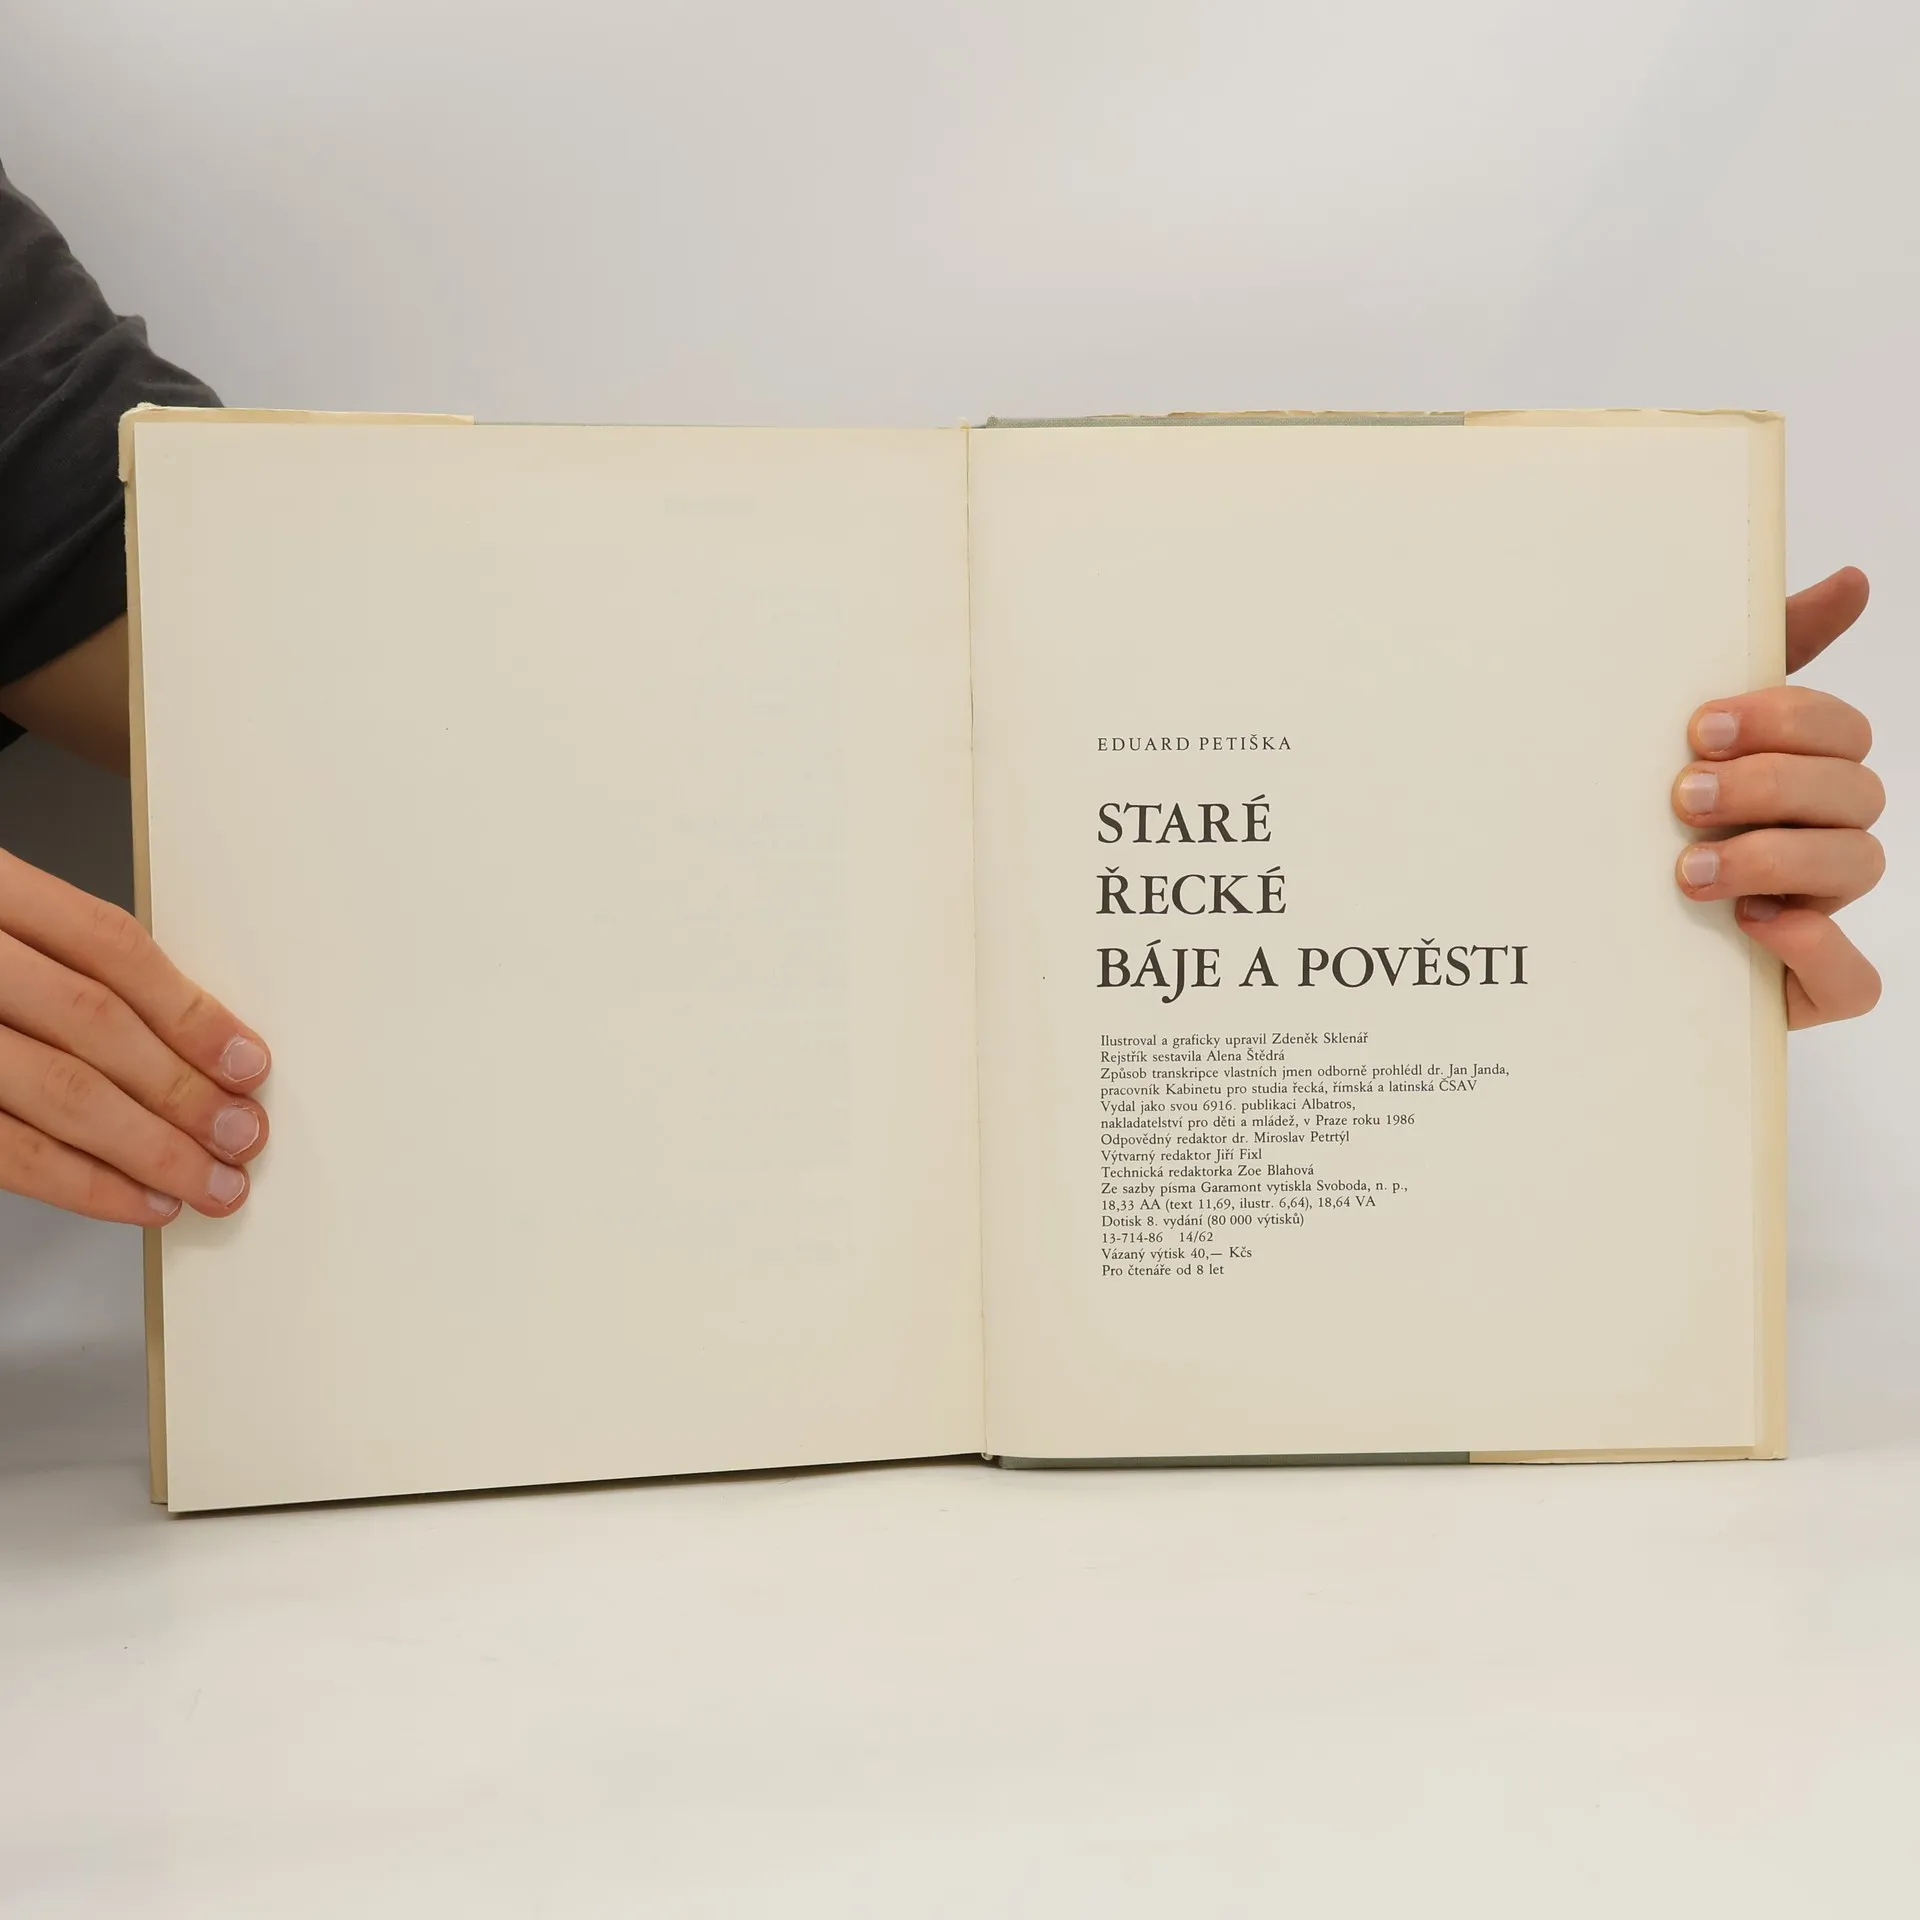 EDUARD PETIŠKA
STARÉ
ŘECKÉ
BÁJE A POVĚSTI
Ilustroval a graficky upravil Zdeněk Sklenář
Rejstřík sestavila Alena Štědrá
Způsob transkripce vlastních jmen odborně prohlédl dr. Jan Janda,
pracovník Kabinetu pro studia řecká, římská a latinská ČSAV
Vydal jako svou 6916. publikaci Albatros,
nakladatelství pro děti a mládež, v Praze roku 1986
Odpovědný redaktor dr. Miroslav Petrtýl
Výtvarný redaktor Jiří Fixl
Technická redaktorka Zoe Blahová
Ze sazby písma Garamont vytiskla Svoboda, n. p.,
18,33 AA (text 11,69, ilustr. 6,64), 18,64 VA
Dotisk 8. vydání (80 000 výtisků)
13-714-86 14/62
Vázaný výtisk 40,— Kčs
Pro čtenáře od 8 let